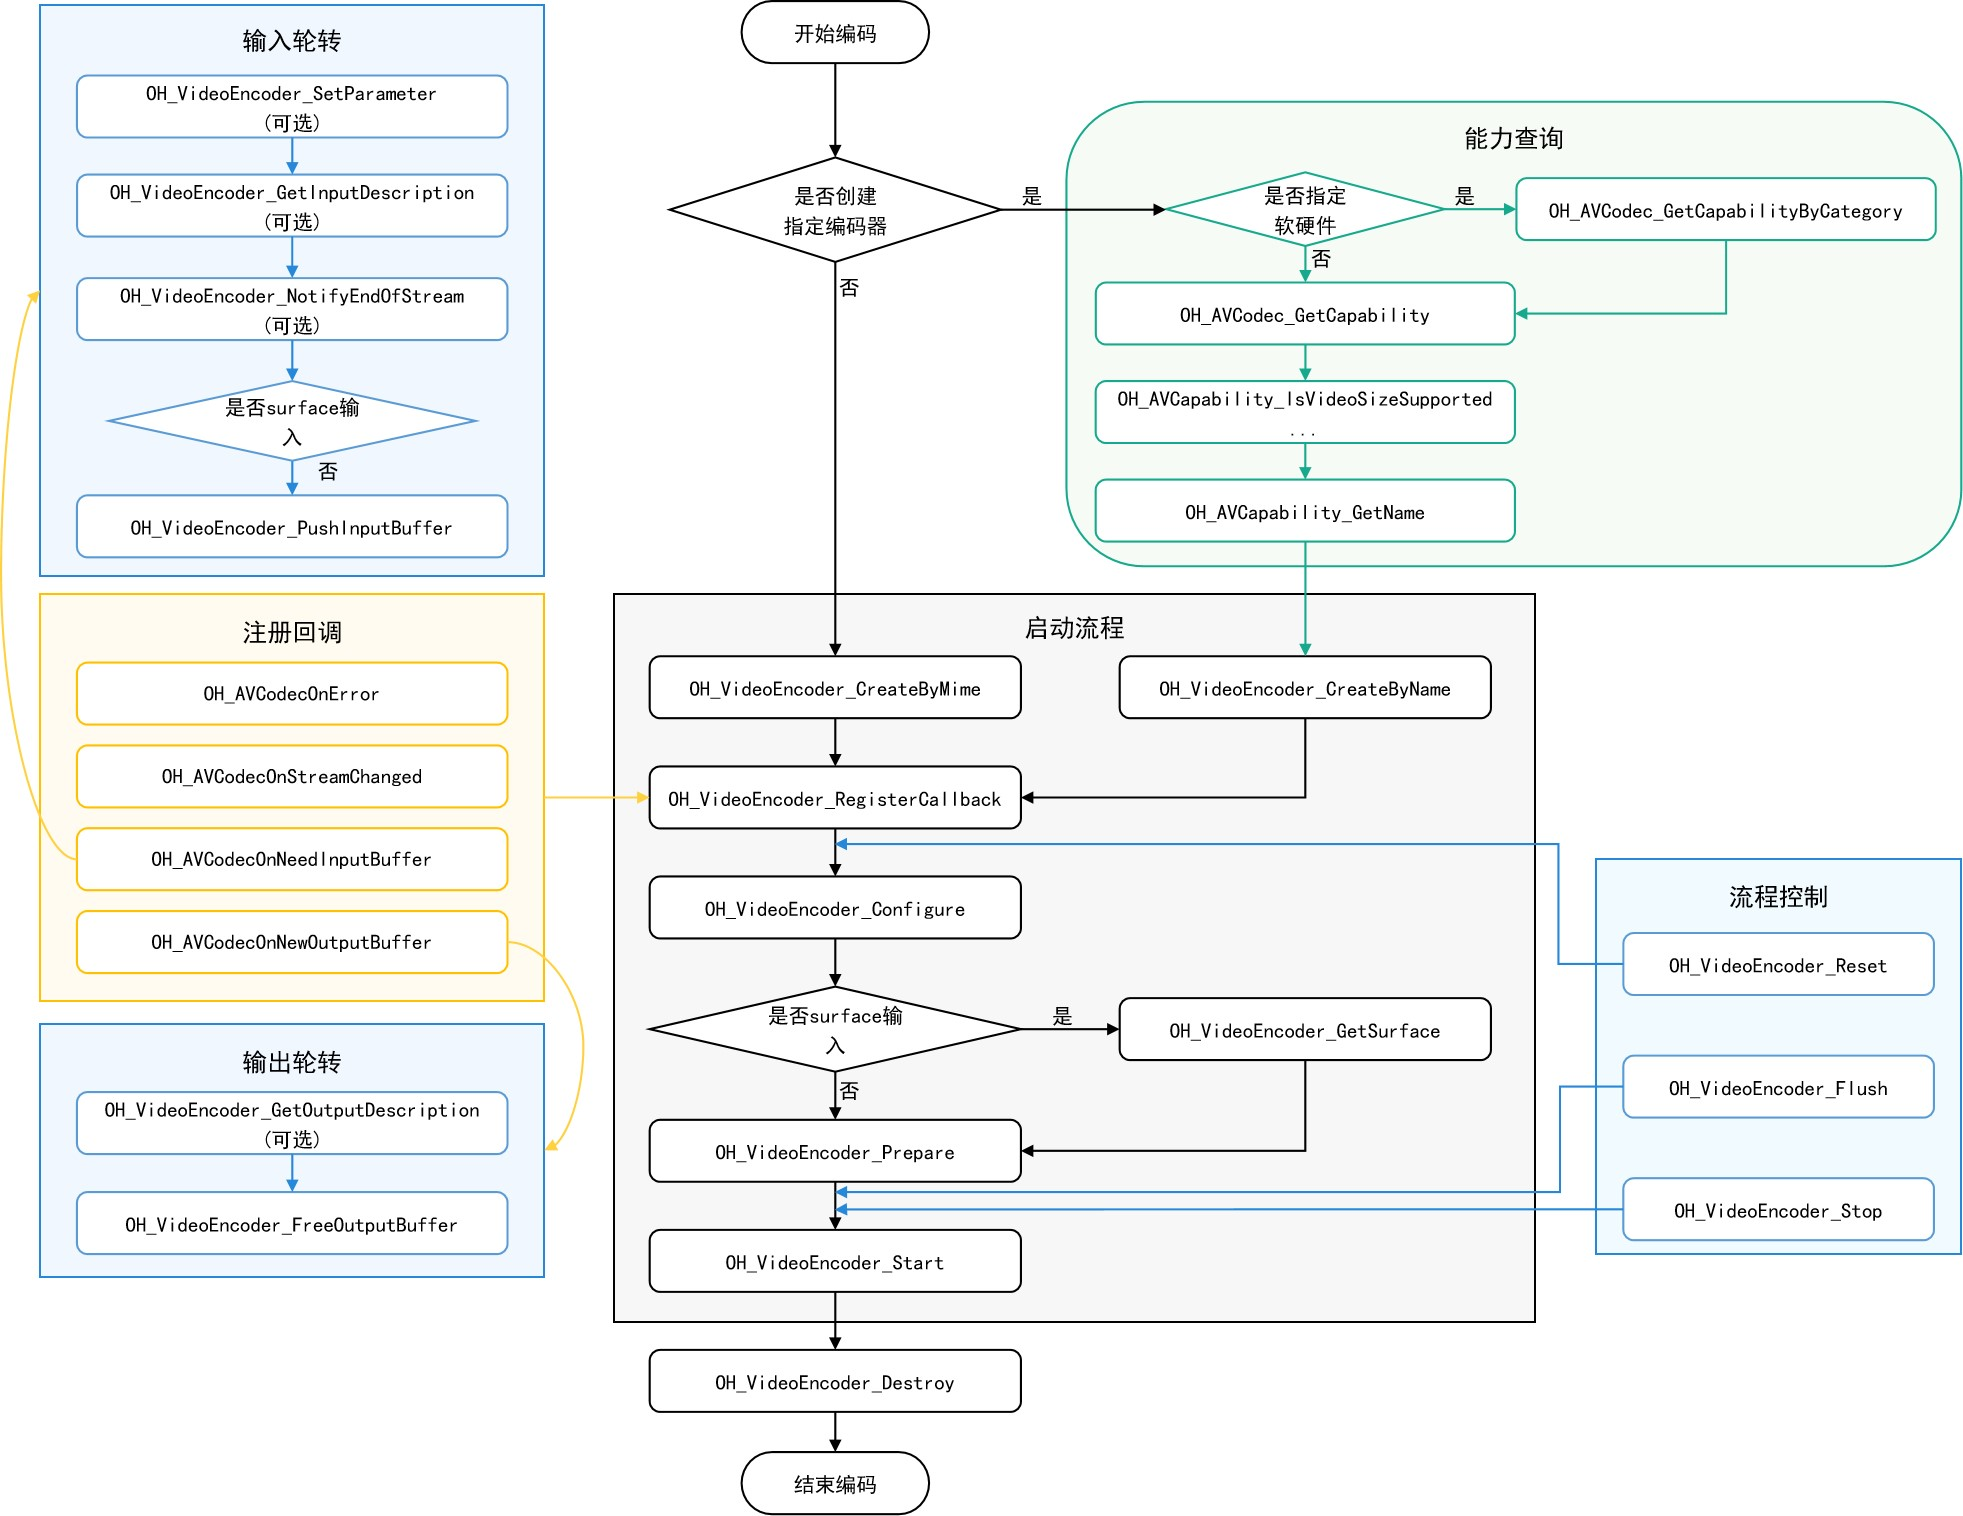 输入轮转
OH_VideoEncoder_SetParameter
(可选)
OH_VideoEncoder_GetInputDescription
(可选)
OH_VideoEncoder_NotifyEndOfStream
(可选)
是否surface输
入
否
OH_VideoEncoder_PushInputBuffer
注册回调
OH_AVCodecOnError
OH_AVCodecOnStreamChanged
OH_AVCodecOnNeedInputBuffer
OH_AVCodecOnNewOutputBuffer
输出轮转
OH_VideoEncoder_GetOutputDescription
(可选)
OH_VideoEncoder_FreeOutputBuffer
开始编码
是否创建
指定编码器
是
否
能力查询
是否指定
软硬件
是
OH_AVCodec_GetCapabilityByCategory
否
OH_AVCodec_GetCapability
OH_AVCapability_IsVideoSizeSupported
...
OH_AVCapability_GetName
启动流程
OH_VideoEncoder_CreateByMime
OH_VideoEncoder_CreateByName
OH_VideoEncoder_RegisterCallback
OH_VideoEncoder_Configure
是否surface输
入
是
OH_VideoEncoder_GetSurface
否
OH_VideoEncoder_Prepare
OH_VideoEncoder_Start
OH_VideoEncoder_Destroy
结束编码
流程控制
OH_VideoEncoder_Reset
OH_VideoEncoder_Flush
OH_VideoEncoder_Stop